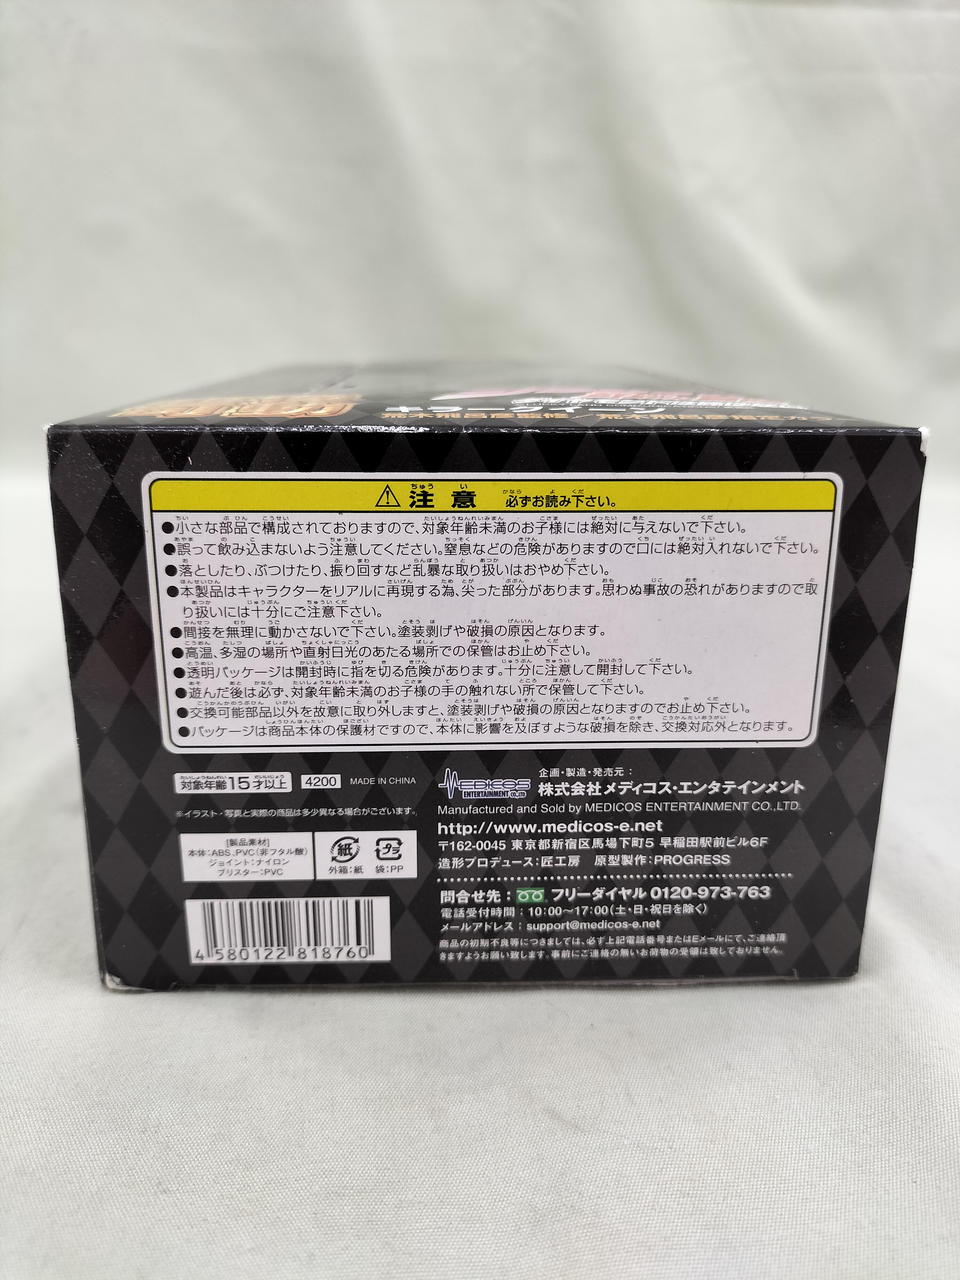 キラークイーン
注意 必ずお読み下さい。
●小さな部品で構成されておりますので、対象年齢未満のお子様には絶対に与えないで下さい。
●誤って飲み込まないよう注意してください。窒息などの危険がありますので口には絶対入れないで下さい。
●落としたり、ぶつけたり、振り回すなど乱暴な取り扱いはおやめ下さい。
●本製品はキャラクターをリアルに再現する為、尖った部分があります。思わぬ事故の恐れがありますので取
り扱いには十分にご注意下さい。
●間接を無理に動かさないで下さい。塗装剥げや破損の原因となります。
●高温、多湿の場所や直射日光のあたる場所での保管はお止め下さい。
●透明パッケージは開封時に指を切る危険があります。十分に注意して開封して下さい。
●遊んだ後は必ず、対象年齢未満のお子様の手の触れない所で保管して下さい。
●交換可能部品以外を故意に取り外しますと、塗装剥げや破損の原因となりますのでお止め下さい。
●パッケージは商品本体の保護材ですので、本体に影響を及ぼすような破損を除き、交換対応外となります。
対象年齢15才以上 4200 MADE IN CHINA
※イラスト・写真と実際の商品は多少異なる場合がございます。
[製品素材]
本体:ABS、PVC(非フタル酸)
ジョイント:ナイロン
ブリスター:PVC
紙 プラ
外箱:紙 袋:PP
4 580122 818760
MEDICOS
ENTERTAINMENT CO.,LTD
企画・製造・発売元:
株式会社メディコス・エンタテインメント
Manufactured and Sold by MEDICOS ENTERTAINMENT CO.,LTD.
http://www.medicos-e.net
〒162-0045 東京都新宿区馬場下町5 早稲田駅前ビル6F
造形プロデュース:匠工房 原型製作:PROGRESS
問合せ先: フリーダイヤル 0120-973-763
電話受付時間:10:00〜17:00(土・日・祝日を除く)
メールアドレス:support@medicos-e.net
商品の初期不良等につきましては、必ず上記電話番号またはEメールにて、ご連絡頂
きますようお願い致します。事前にご連絡の無いお荷物の受領は致しておりません。